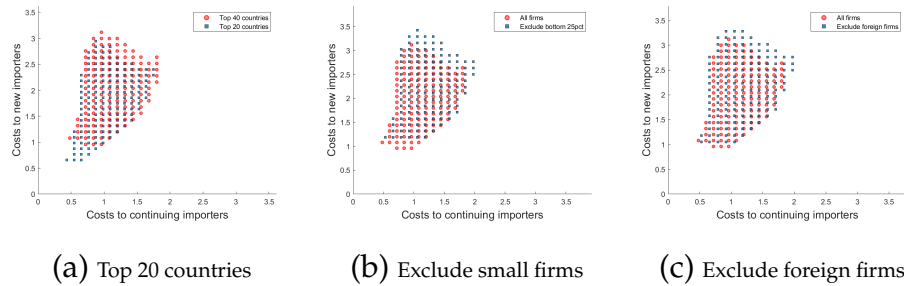 Top 40 countries
Top 20 countries
All firms
Exclude bottom 25pct
All firms
Exclude foreign firms
3.5
3
2.5
2
1.5
1
0.5
0
0 0.5 1 1.5 2 2.5 3 3.5
Costs to new importers
Costs to continuing importers
3.5
3
2.5
2
1.5
1
0.5
0
0 0.5 1 1.5 2 2.5 3 3.5
Costs to new importers
Costs to continuing importers
3.5
3
2.5
2
1.5
1
0.5
0
0 0.5 1 1.5 2 2.5 3 3.5
Costs to new importers
Costs to continuing importers
(a) Top 20 countries
(b) Exclude small firms
(c) Exclude foreign firms